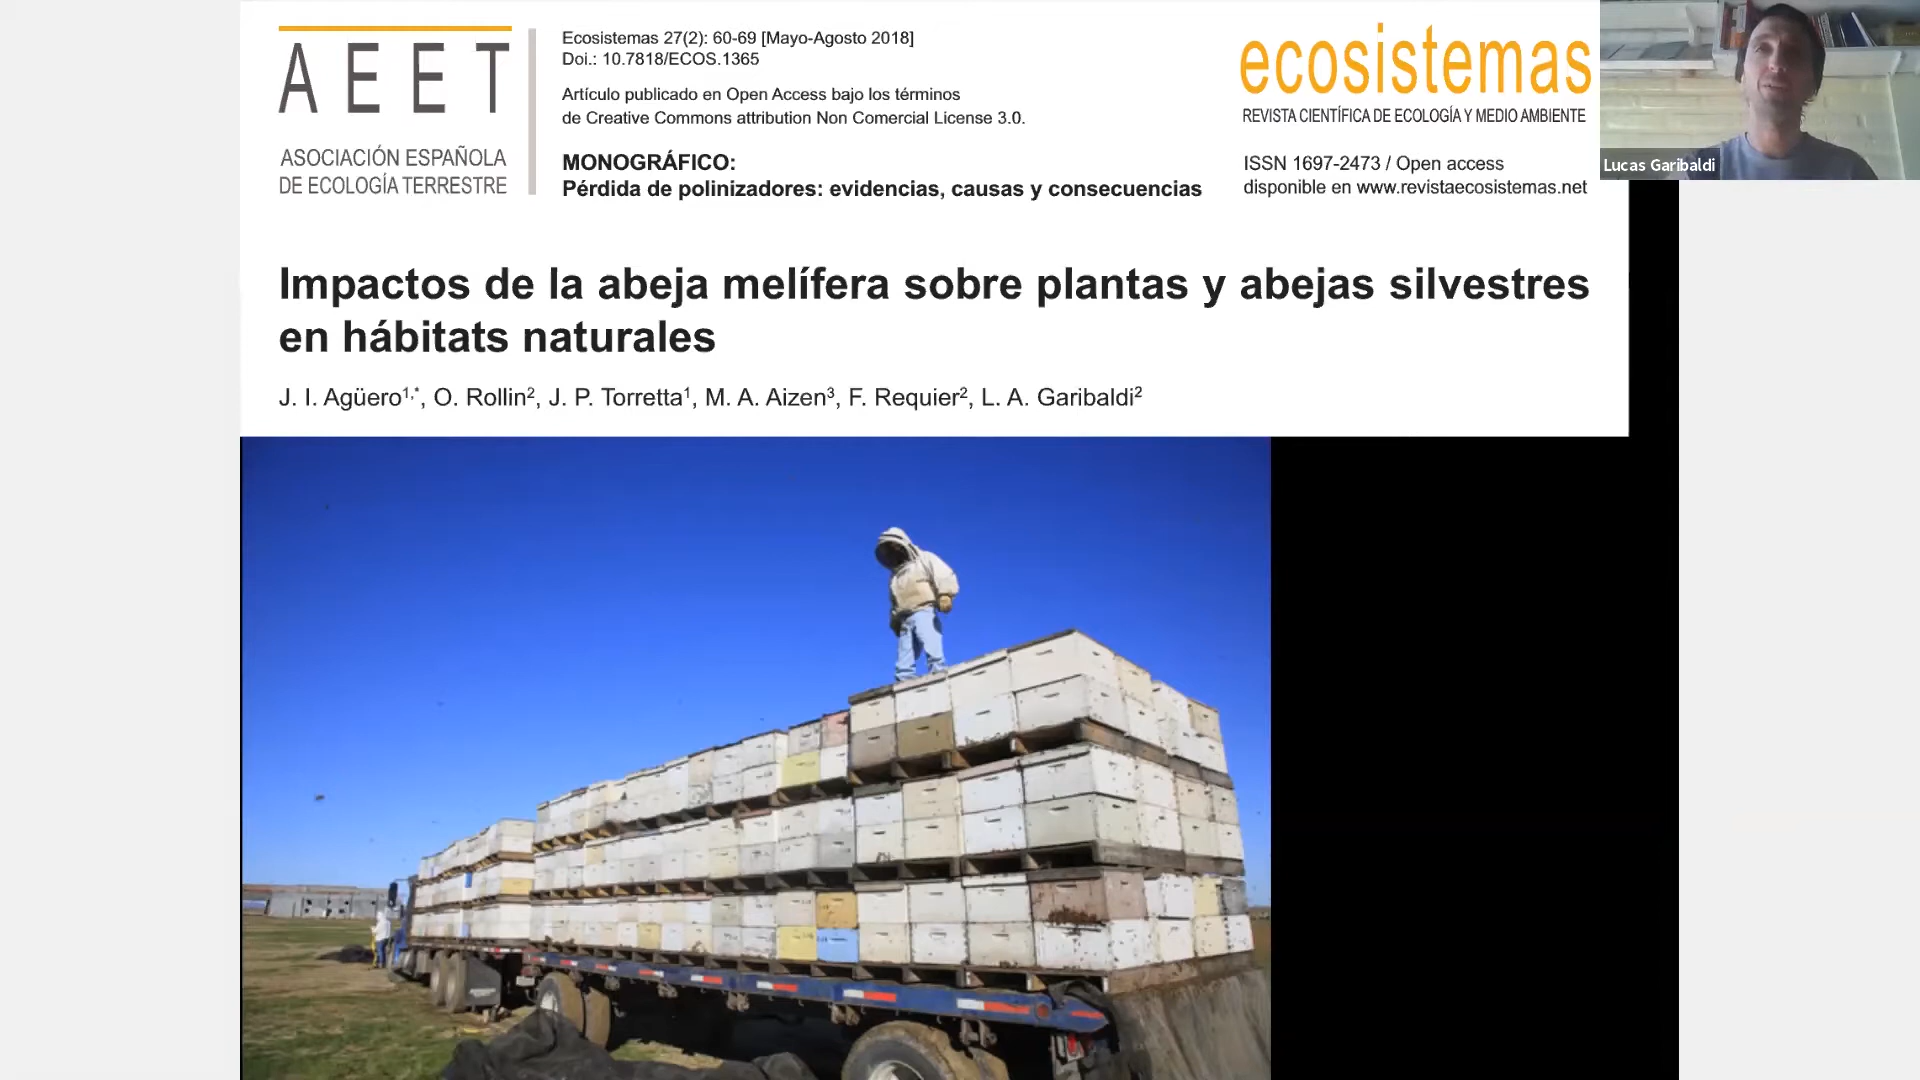 AEET
ASOCIACIÓN ESPAÑOLA
DE ECOLOGÍA TERRESTRE
Ecosistemas 27(2): 60-69 [Mayo-Agosto 2018]
Doi.: 10.7818/ECOS.1365
Artículo publicado en Open Access bajo los términos
de Creative Commons attribution Non Comercial License 3.0.
MONOGRÁFICO:
Pérdida de polinizadores: evidencias, causas y consecuencias
ecosistemas
REVISTA CIENTÍFICA DE ECOLOGÍA Y MEDIO AMBIENTE
ISSN 1697-2473 / Open access
disponible en www.revistaecosistemas.net
Lucas Garibaldi
Impactos de la abeja melífera sobre plantas y abejas silvestres
en hábitats naturales
J. I. Agüero¹,*, O. Rollin², J. P. Torretta¹, M. A. Aizen³, F. Requier², L. A. Garibaldi²